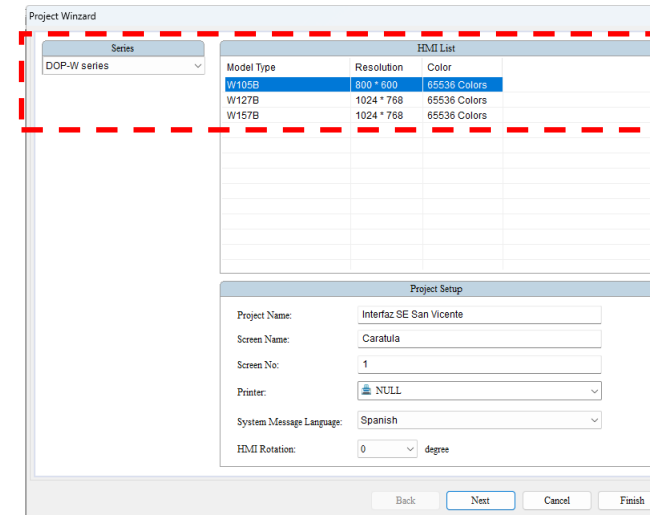 Project Winzard
Series
DOP-W series
HMI List
Model Type Resolution Color
W105B 800 * 600 65536 Colors
W127B 1024 * 768 65536 Colors
W157B 1024 * 768 65536 Colors
Project Setup
Project Name: Interfaz SE San Vicente
Screen Name: Caratula
Screen No: 1
Printer: NULL
System Message Language: Spanish
HMI Rotation: 0 degree
Back Next Cancel Finish